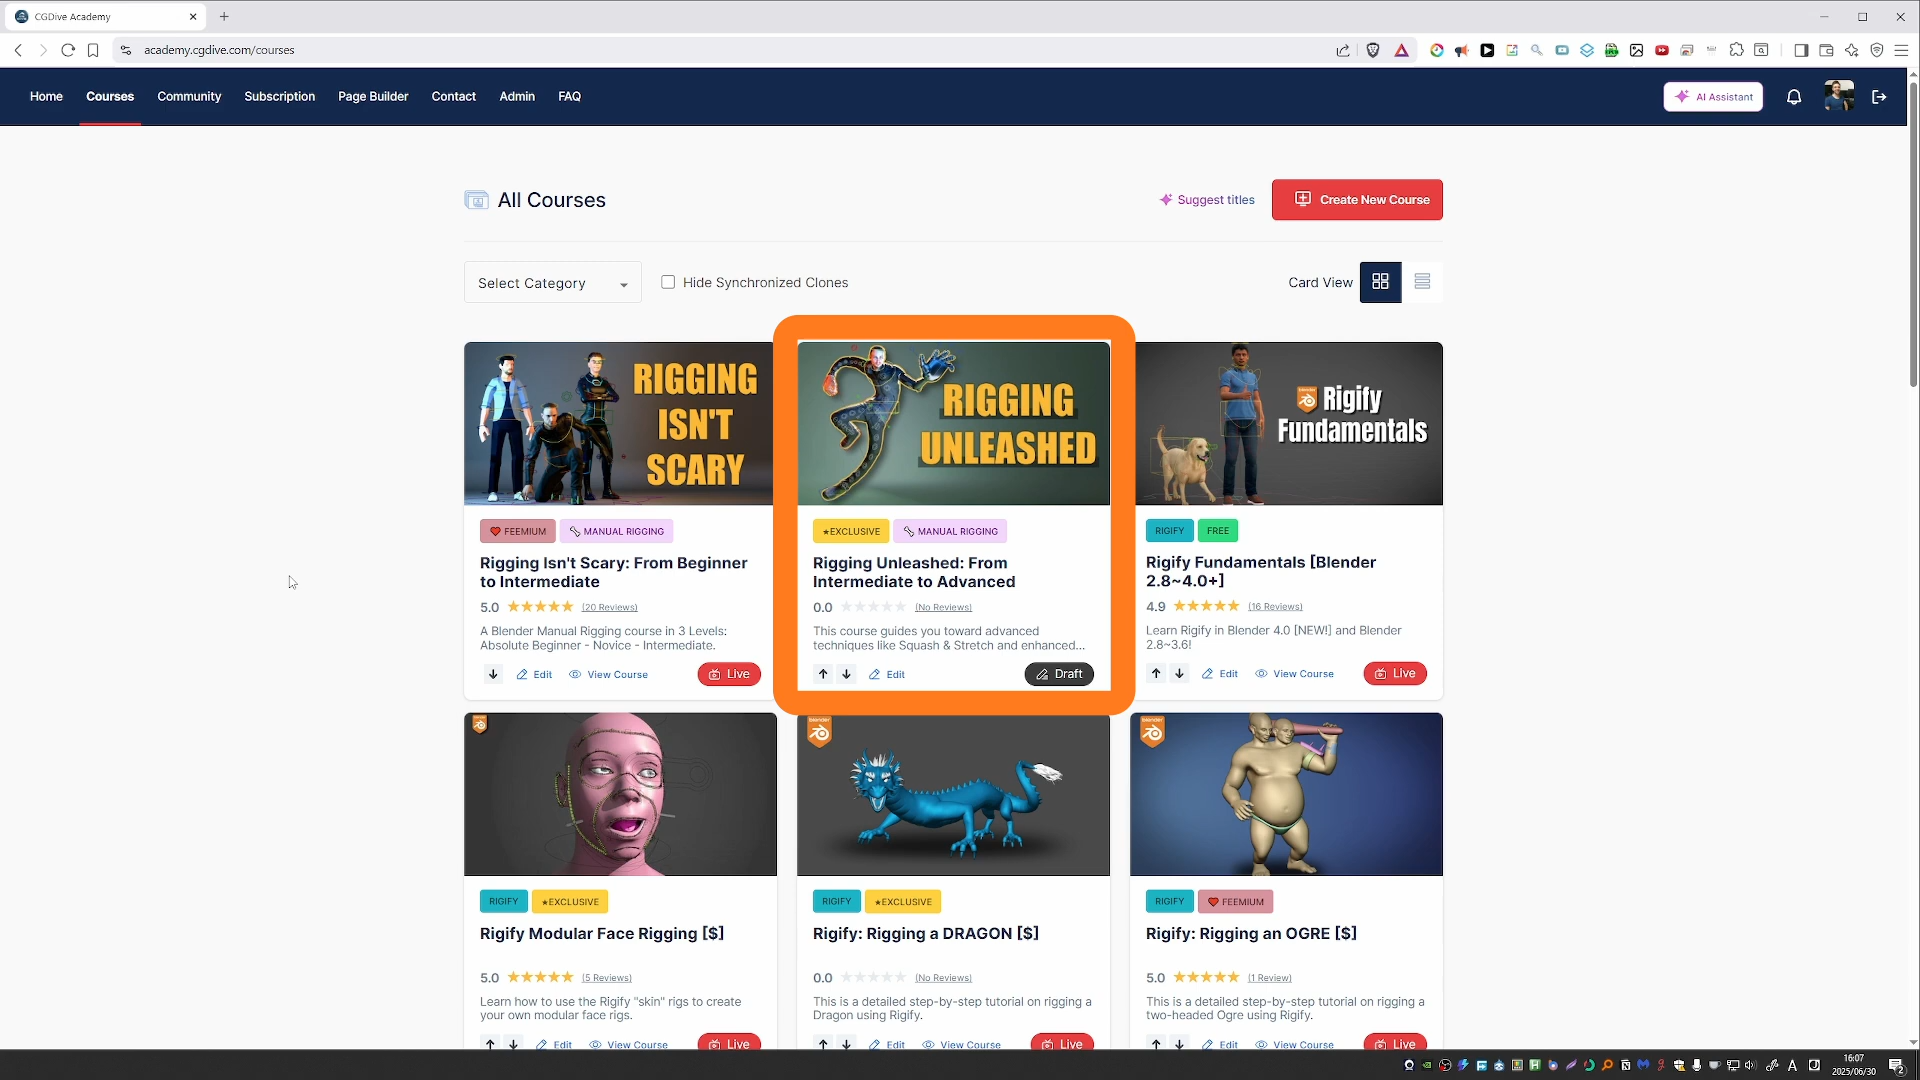 CGDive Academy
academy.cgdive.com/courses
Home
Courses
Community
Subscription
Page Builder
Contact
Admin
FAQ
AI Assistant
All Courses
Suggest titles
Create New Course
Select Category
Hide Synchronized Clones
Card View
RIGGING
ISN'T
SCARY
FEEMIUM
MANUAL RIGGING
Rigging Isn't Scary: From Beginner
to Intermediate
5.0
(20 Reviews)
A Blender Manual Rigging course in 3 Levels:
Absolute Beginner - Novice - Intermediate.
Edit
View Course
Live
RIGGING
UNLEASHED
★EXCLUSIVE
MANUAL RIGGING
Rigging Unleashed: From
Intermediate to Advanced
0.0
(No Reviews)
This course guides you toward advanced
techniques like Squash & Stretch and enhanced...
Edit
Draft
Rigify
Fundamentals
RIGIFY
FREE
Rigify Fundamentals [Blender
2.8~4.0+]
4.9
(16 Reviews)
Learn Rigify in Blender 4.0 [NEW!] and Blender
2.8~3.6!
Edit
View Course
Live
RIGIFY
★EXCLUSIVE
Rigify Modular Face Rigging [$]
5.0
(5 Reviews)
Learn how to use the Rigify "skin" rigs to create
your own modular face rigs.
Edit
View Course
Live
blender
RIGIFY
★EXCLUSIVE
Rigify: Rigging a DRAGON [$]
0.0
(No Reviews)
This is a detailed step-by-step tutorial on rigging a
Dragon using Rigify.
Edit
View Course
Live
blender
RIGIFY
FEEMIUM
Rigify: Rigging an OGRE [$]
5.0
(1 Review)
This is a detailed step-by-step tutorial on rigging a
two-headed Ogre using Rigify.
Edit
View Course
Live
A
16:07
2025/06/30
2